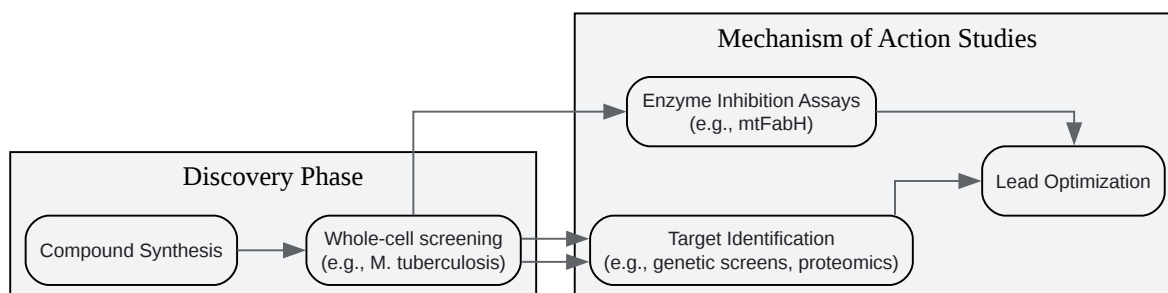 Mechanism of Action Studies
Enzyme Inhibition Assays
(e.g., mtFabH)
Lead Optimization
Discovery Phase
Compound Synthesis
Whole-cell screening
(e.g., M. tuberculosis)
Target Identification
(e.g., genetic screens, proteomics)